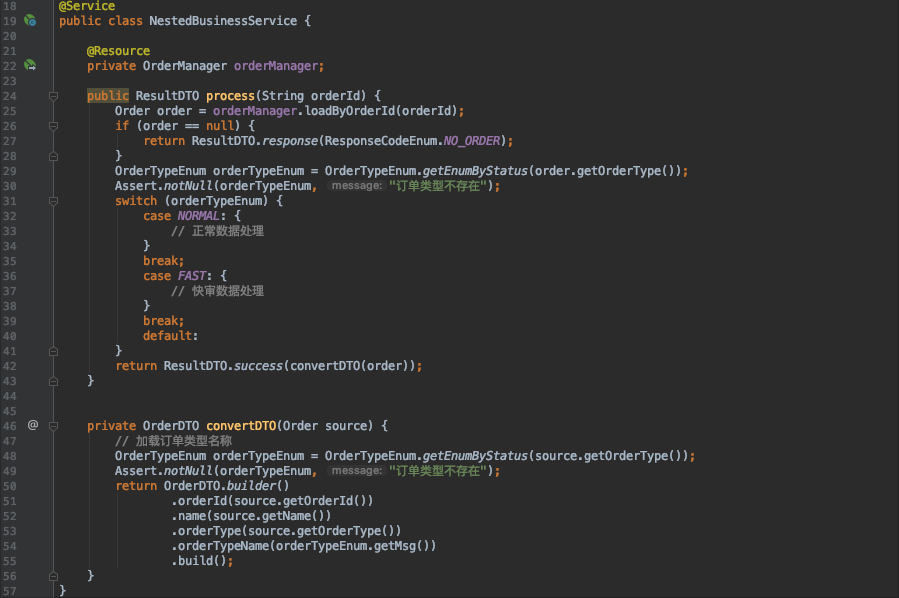 18 @Service
19 public class NestedBusinessService {
20
21 @Resource
22 private OrderManager orderManager;
23
24 public ResultDTO process(String orderId) {
25 Order order = orderManager.loadByOrderId(orderId);
26 if (order == null) {
27 return ResultDTO.response(ResponseCodeEnum.NO_ORDER);
28 }
29 OrderTypeEnum orderTypeEnum = OrderTypeEnum.getEnumByStatus(order.getOrderType());
30 Assert.notNull(orderTypeEnum, message: "订单类型不存在");
31 switch (orderTypeEnum) {
32 case NORMAL: {
33 // 正常数据处理
34 }
35 break;
36 case FAST: {
37 // 快审数据处理
38 }
39 break;
40 default:
41 }
42 return ResultDTO.success(convertDTO(order));
43 }
44
45
46 @ private OrderDTO convertDTO(Order source) {
47 // 加载订单类型名称
48 OrderTypeEnum orderTypeEnum = OrderTypeEnum.getEnumByStatus(source.getOrderType());
49 Assert.notNull(orderTypeEnum, message: "订单类型不存在");
50 return OrderDTO.builder()
51 .orderId(source.getOrderId())
52 .name(source.getName())
53 .orderType(source.getOrderType())
54 .orderTypeName(orderTypeEnum.getMsg())
55 .build();
56 }
57 }